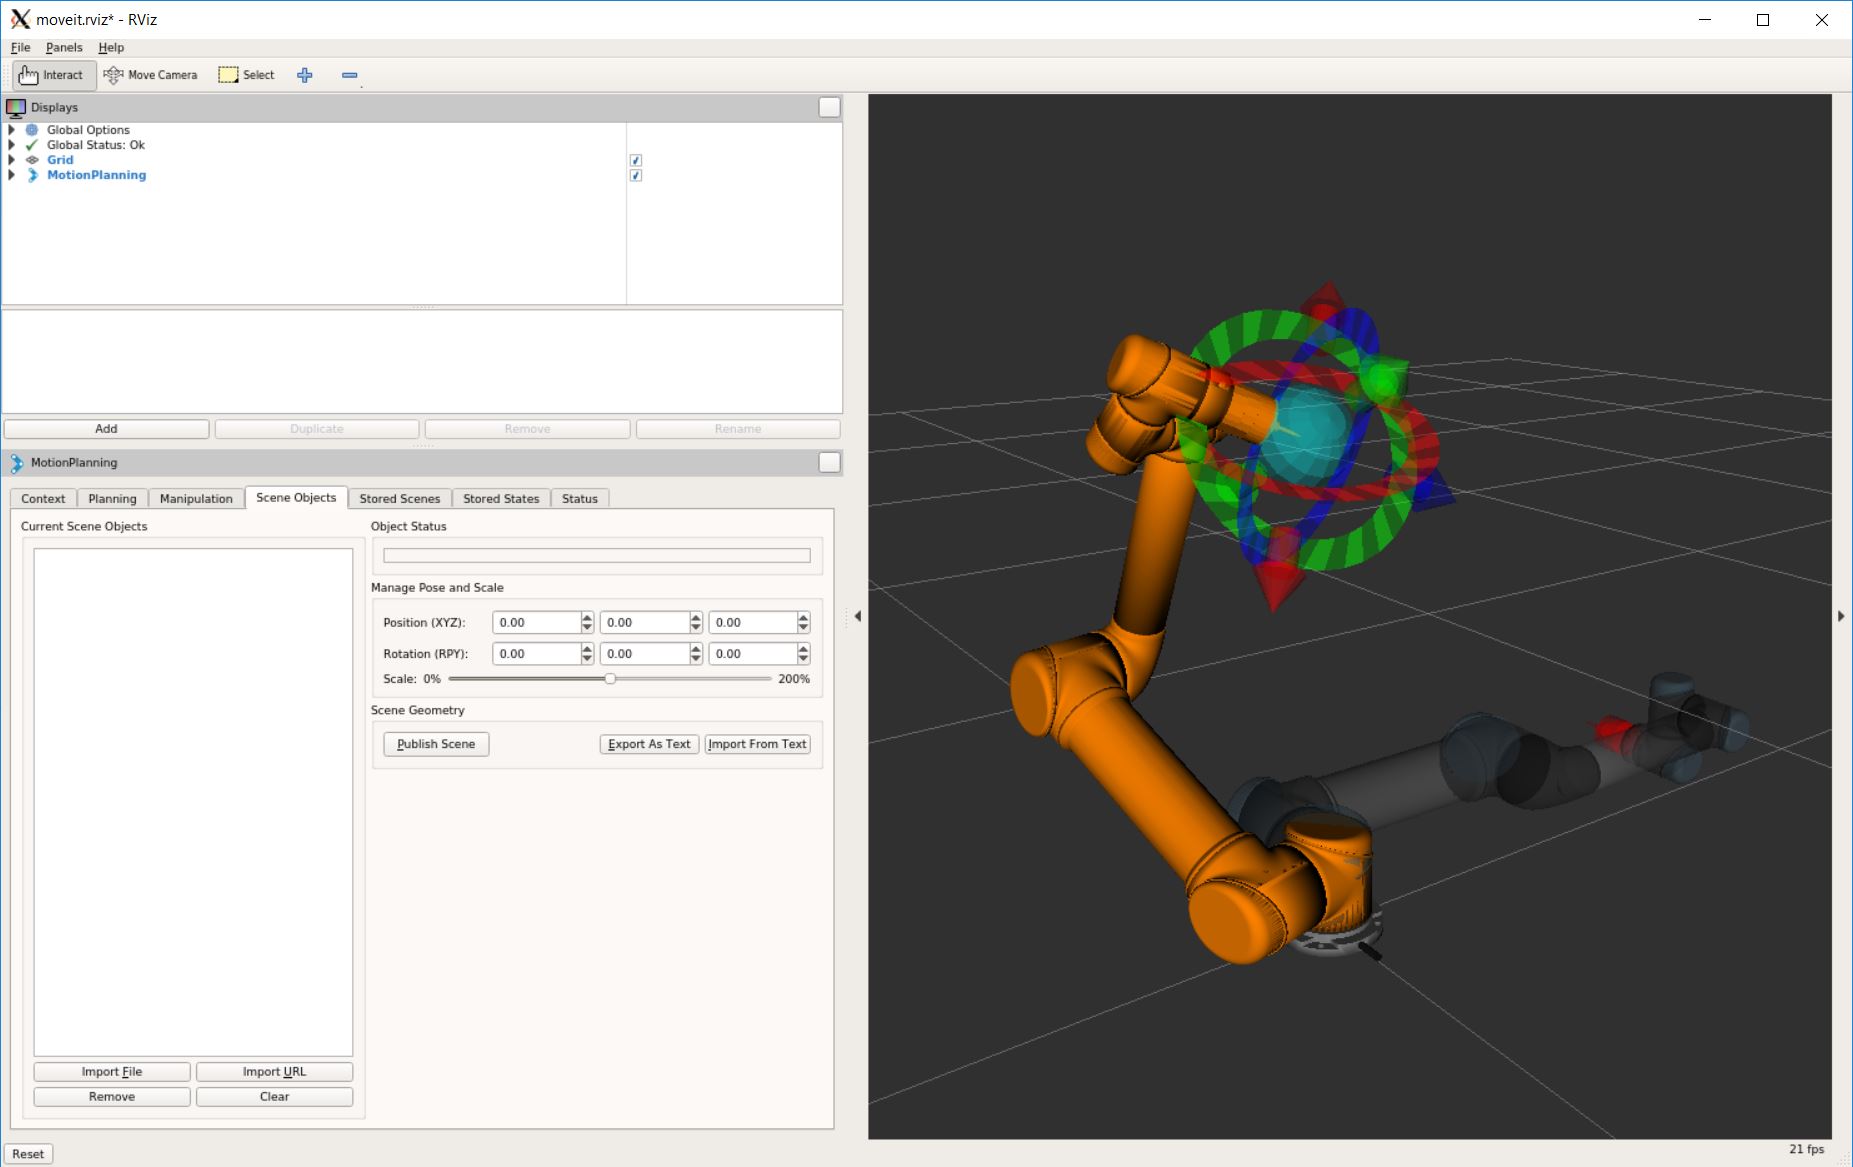 moveit.rviz* - RViz
File Panels Help
Interact Move Camera Select
Displays
Global Options
Global Status: Ok
Grid
MotionPlanning
Add Duplicate Remove Rename
MotionPlanning
Context Planning Manipulation Scene Objects Stored Scenes Stored States Status
Current Scene Objects
Object Status
Manage Pose and Scale
Position (XYZ): 0.00 0.00 0.00
Rotation (RPY): 0.00 0.00 0.00
Scale: 0% 200%
Scene Geometry
Publish Scene Export As Text Import From Text
Import File Import URL
Remove Clear
Reset
21 fps